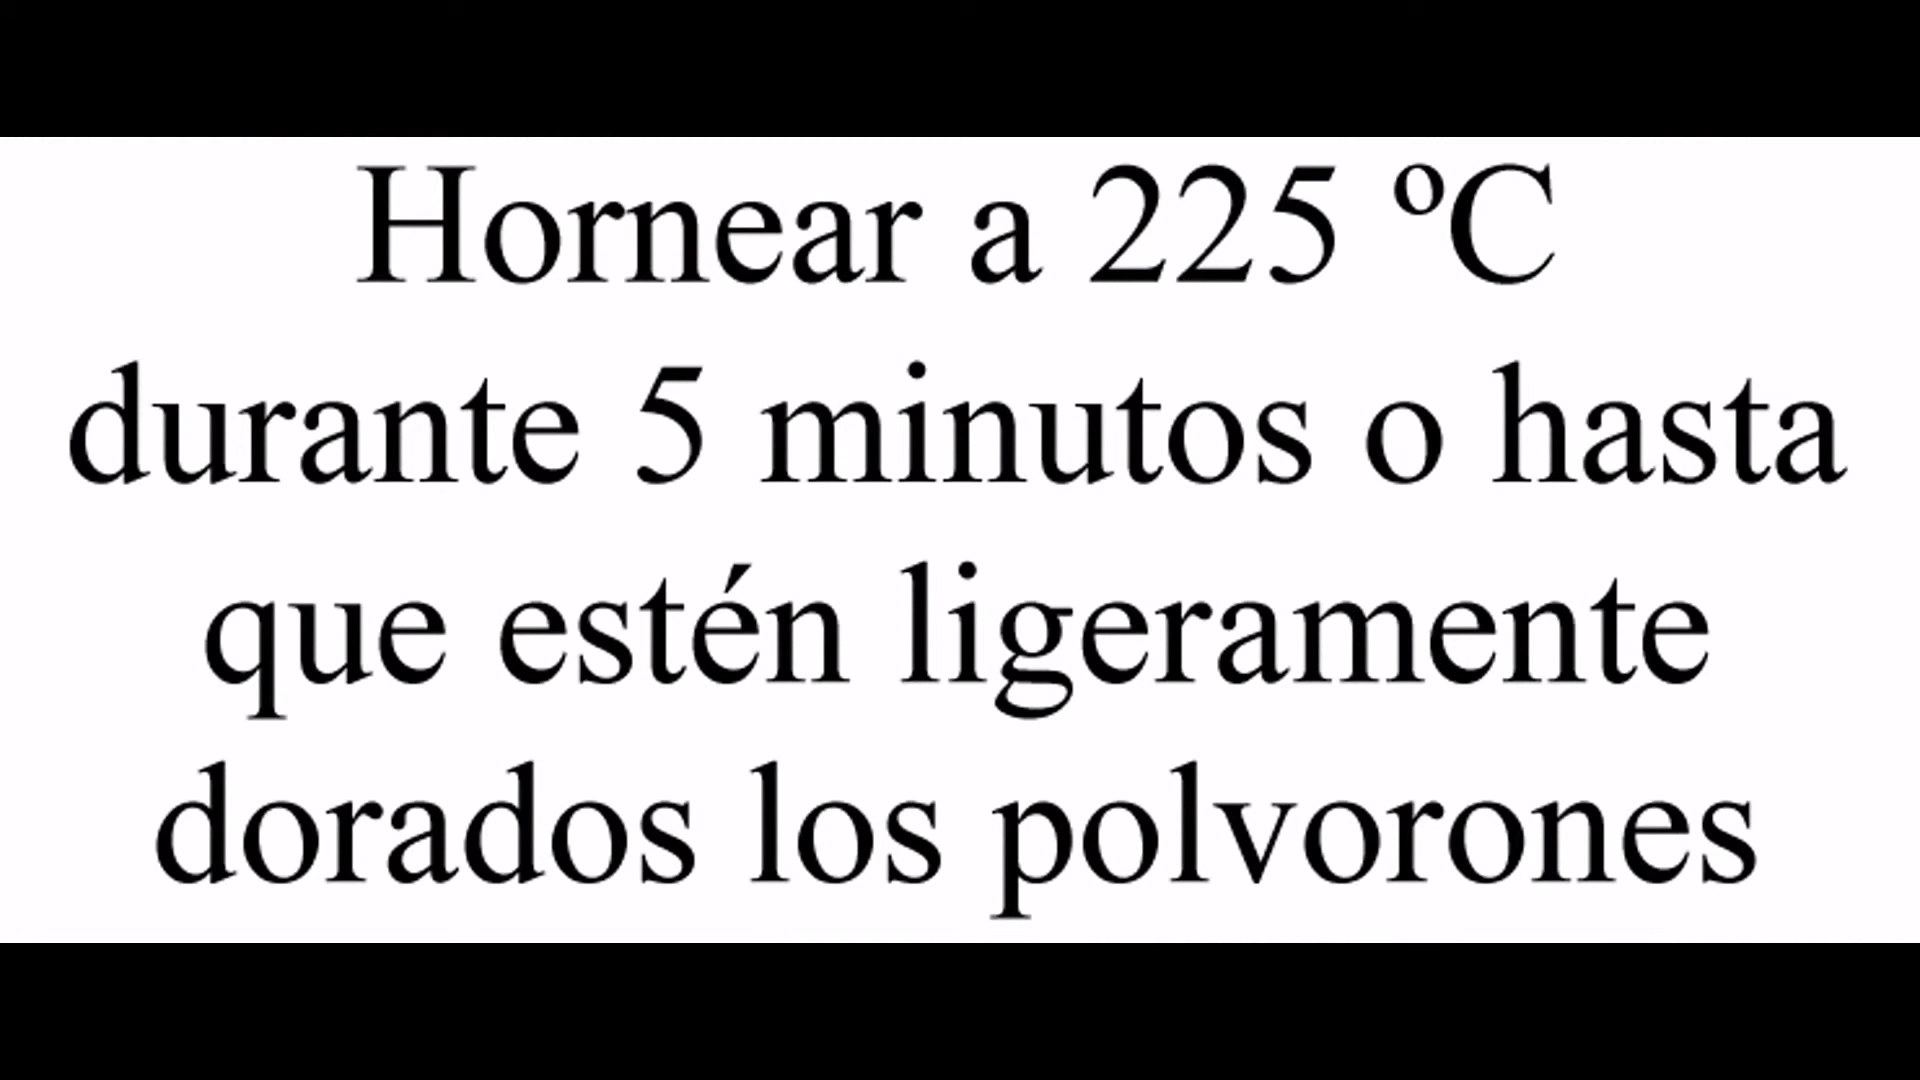 Hornear a 225 ºC
durante 5 minutos o hasta
que estén ligeramente
dorados los polvorones